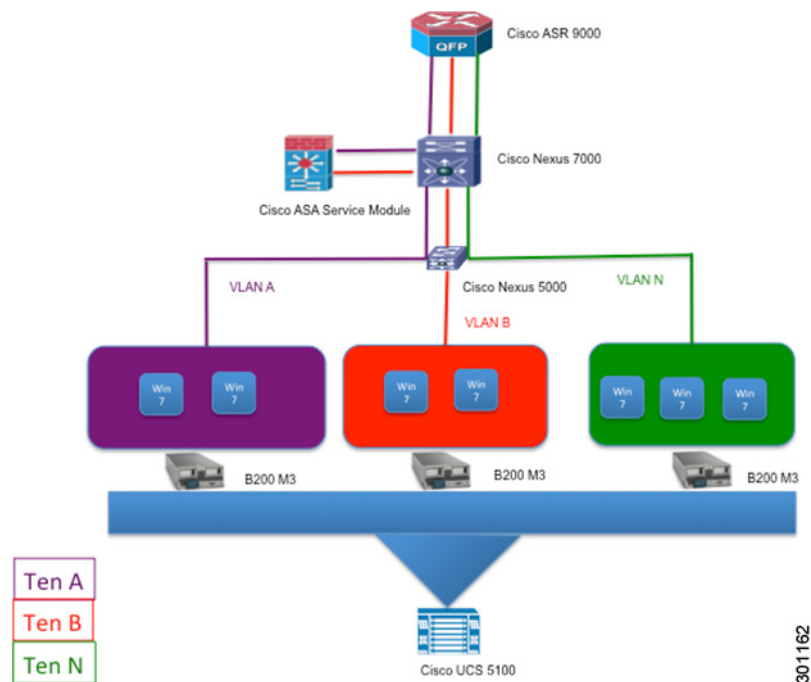 QFP
Cisco ASR 9000
Cisco Nexus 7000
Cisco ASA Service Module
Cisco Nexus 5000
VLAN A
VLAN B
VLAN N
Win
7
Win
7
Win
7
Win
7
Win
7
Win
7
Win
7
B200 M3
B200 M3
B200 M3
Ten A
Ten B
Ten N
Cisco UCS 5100
301162